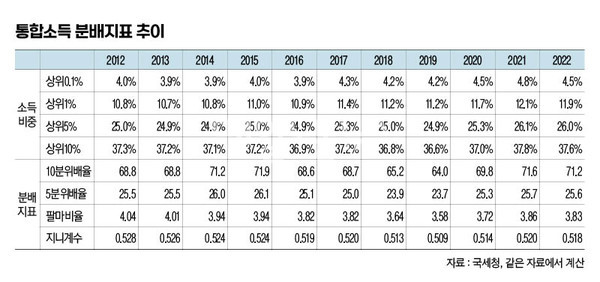 통합소득 분배지표 추이
2012 2013 2014 2015 2016 2017 2018 2019 2020 2021 2022
소득비중 상위0.1% 4.0% 3.9% 3.9% 4.0% 3.9% 4.3% 4.2% 4.2% 4.5% 4.8% 4.5%
상위1% 10.8% 10.7% 10.8% 11.0% 10.9% 11.4% 11.2% 11.2% 11.7% 12.1% 11.9%
상위5% 25.0% 24.9% 24.9% 25.0% 24.9% 25.3% 25.0% 24.9% 25.3% 26.1% 26.0%
상위10% 37.3% 37.2% 37.1% 37.2% 36.9% 37.2% 36.8% 36.6% 37.0% 37.8% 37.6%
분배지표 10분위배율 68.8 68.8 71.2 71.9 68.6 68.7 65.2 64.0 69.8 71.6 71.2
5분위배율 25.5 25.5 26.0 26.1 25.1 25.0 23.9 23.7 25.3 25.7 25.6
팔마비율 4.04 4.01 3.94 3.94 3.82 3.82 3.64 3.58 3.72 3.86 3.83
지니계수 0.528 0.526 0.524 0.524 0.519 0.520 0.513 0.509 0.514 0.520 0.518
자료 : 국세청, 같은 자료에서 계산